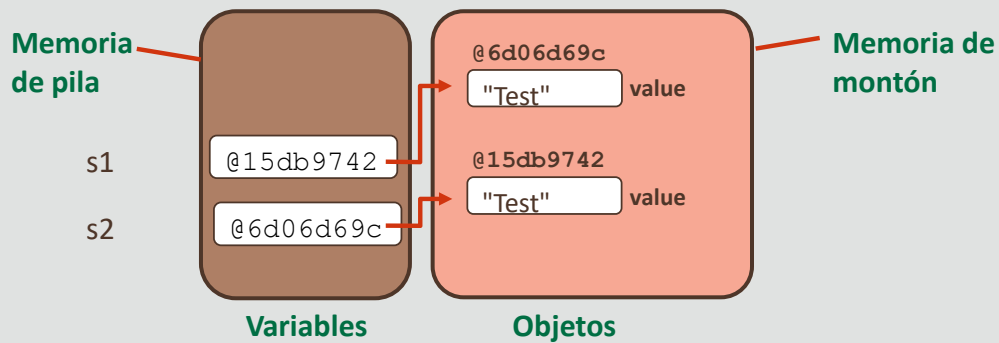 Memoria de pila
Memoria de montón
@6d06d69c
"Test" value
s1 @15db9742
@15db9742
"Test" value
s2 @6d06d69c
Variables
Objetos